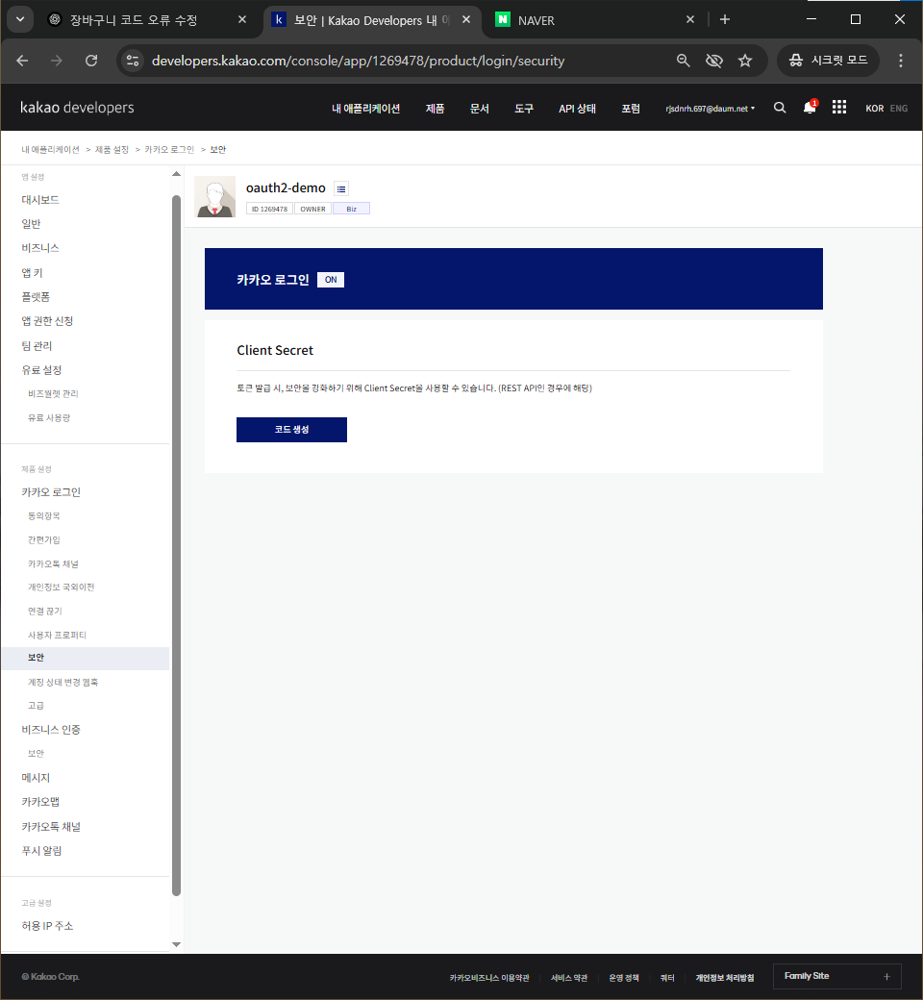 장바구니 코드 오류 수정
보안 | Kakao Developers 내
NAVER
developers.kakao.com/console/app/1269478/product/login/security
시크릿 모드
kakao developers
내 애플리케이션 제품 문서 도구 API 상태 포럼
rjsdnrh.697@daum.net
1
KOR ENG
내 애플리케이션 > 제품 설정 > 카카오 로그인 > 보안
앱 설정
대시보드
일반
비즈니스
앱 키
플랫폼
앱 권한 신청
팀 관리
유료 설정
비즈월렛 관리
유료 사용량
제품 설정
카카오 로그인
동의항목
간편가입
카카오톡 채널
개인정보 국외이전
연결 끊기
사용자 프로퍼티
보안
계정 상태 변경 웹훅
고급
비즈니스 인증
보안
메시지
카카오맵
카카오톡 채널
푸시 알림
고급 설정
허용 IP 주소
oauth2-demo
ID 1269478 OWNER Biz
카카오 로그인 ON
Client Secret
토큰 발급 시, 보안을 강화하기 위해 Client Secret을 사용할 수 있습니다. (REST API인 경우에 해당)
코드 생성
© Kakao Corp.
카카오비즈니스 이용약관 서비스 약관 운영 정책 쿼터 개인정보 처리방침
Family Site